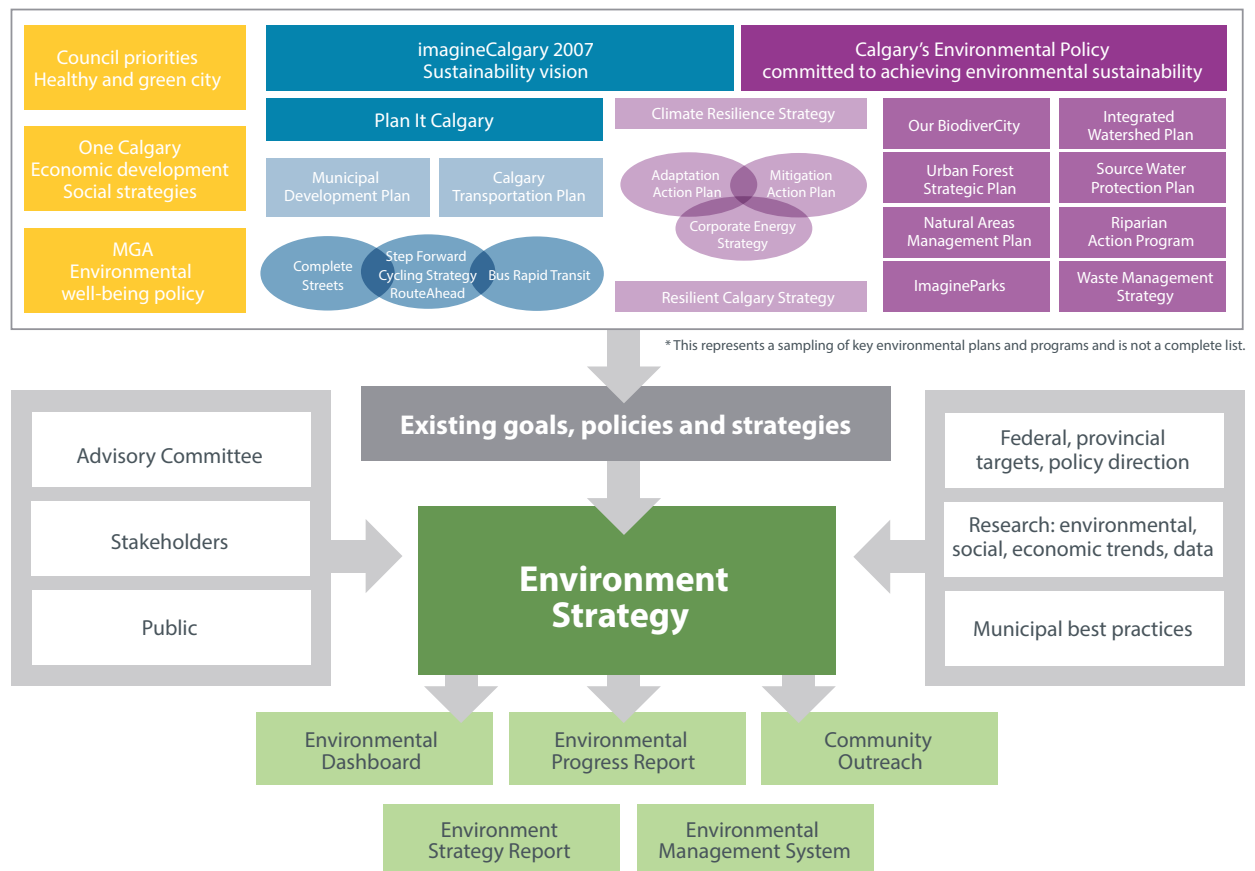 Council priorities
Healthy and green city
One Calgary
Economic development
Social strategies
MGA
Environmental
well-being policy
imagineCalgary 2007
Sustainability vision
Plan It Calgary
Municipal
Development Plan
Calgary
Transportation Plan
Complete
Streets
Step Forward
Cycling Strategy
RouteAhead
Bus Rapid Transit
Calgary's Environmental Policy
committed to achieving environmental sustainability
Climate Resilience Strategy
Adaptation
Action Plan
Mitigation
Action Plan
Corporate Energy
Strategy
Resilient Calgary Strategy
Our BiodiverCity
Integrated
Watershed Plan
Urban Forest
Strategic Plan
Source Water
Protection Plan
Natural Areas
Management Plan
Riparian
Action Program
ImagineParks
Waste Management
Strategy
* This represents a sampling of key environmental plans and programs and is not a complete list.
Existing goals, policies and strategies
Advisory Committee
Stakeholders
Public
Environment
Strategy
Federal, provincial
targets, policy direction
Research: environmental,
social, economic trends, data
Municipal best practices
Environmental
Dashboard
Environmental
Progress Report
Community
Outreach
Environment
Strategy Report
Environmental
Management System